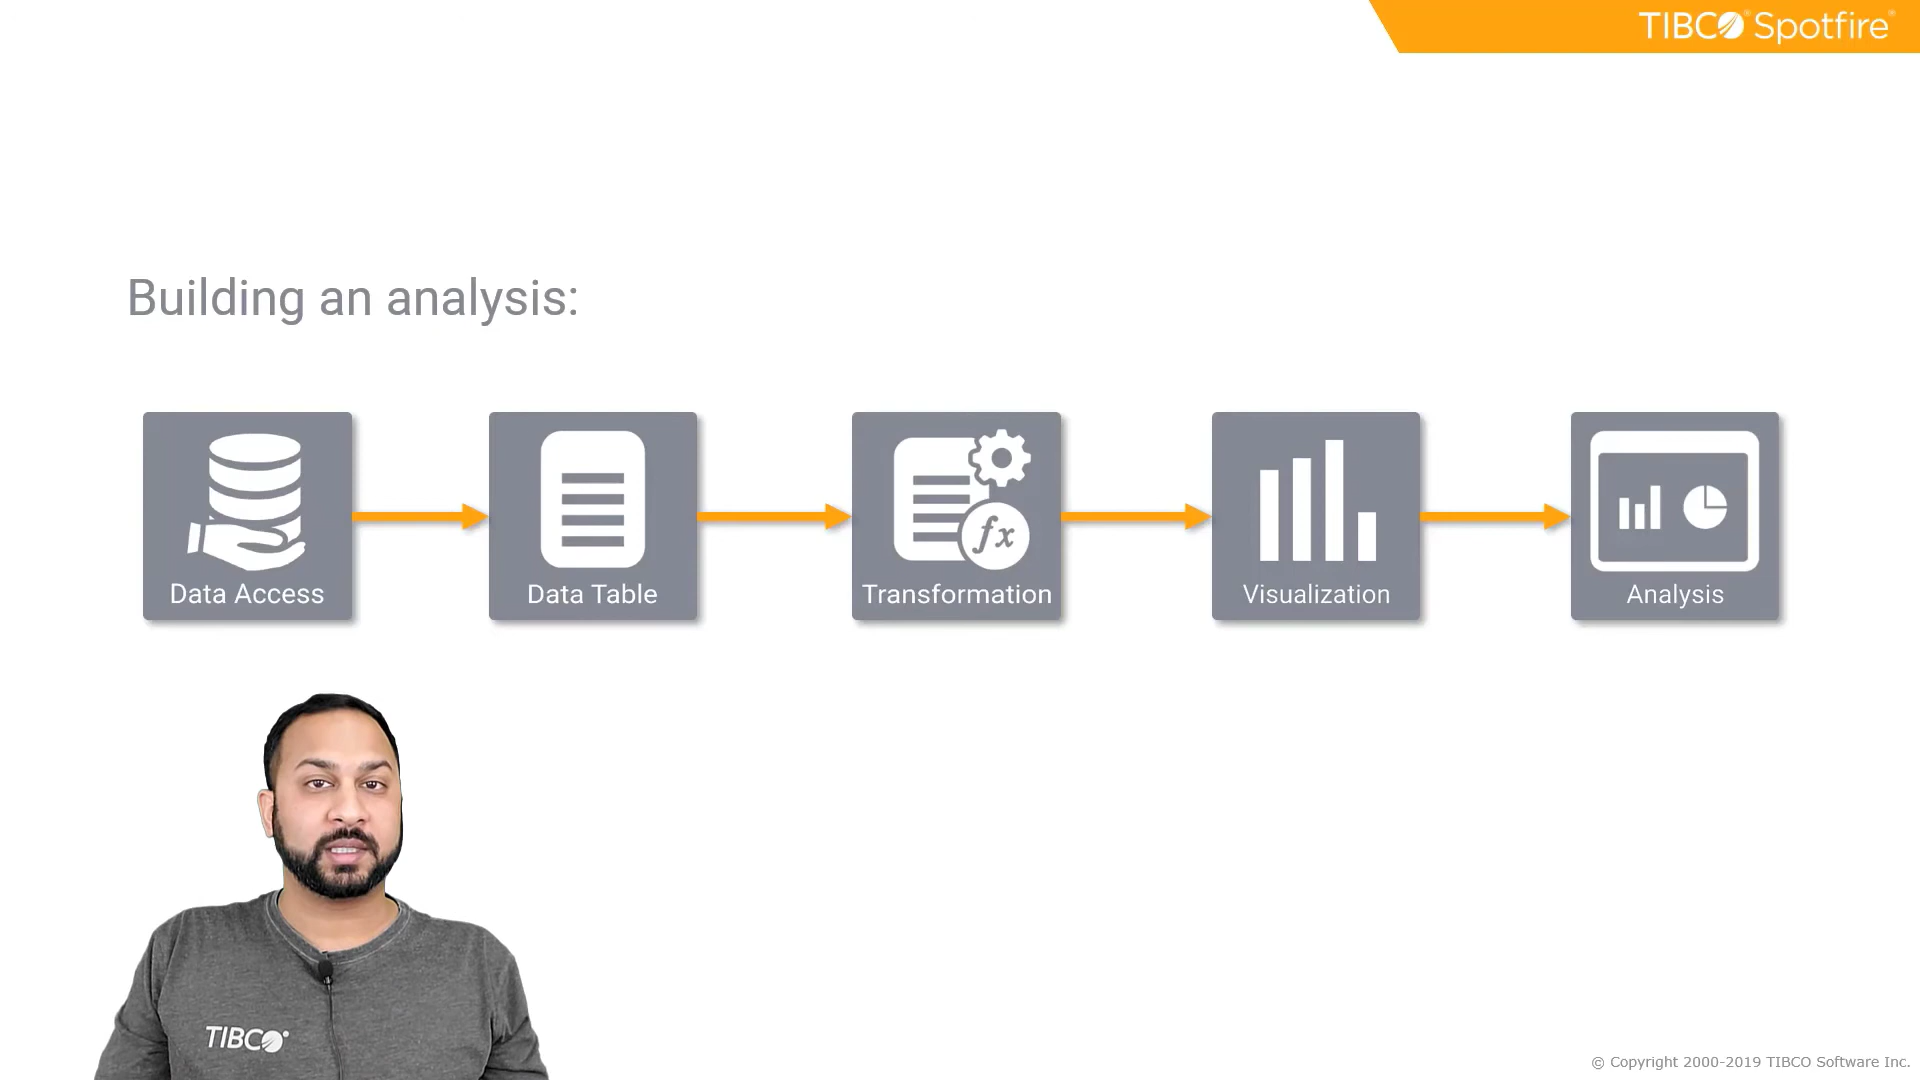 TIBCO® Spotfire®
Building an analysis:
Data Access
Data Table
fx
Transformation
Visualization
Analysis
TIBCO
© Copyright 2000-2019 TIBCO Software Inc.